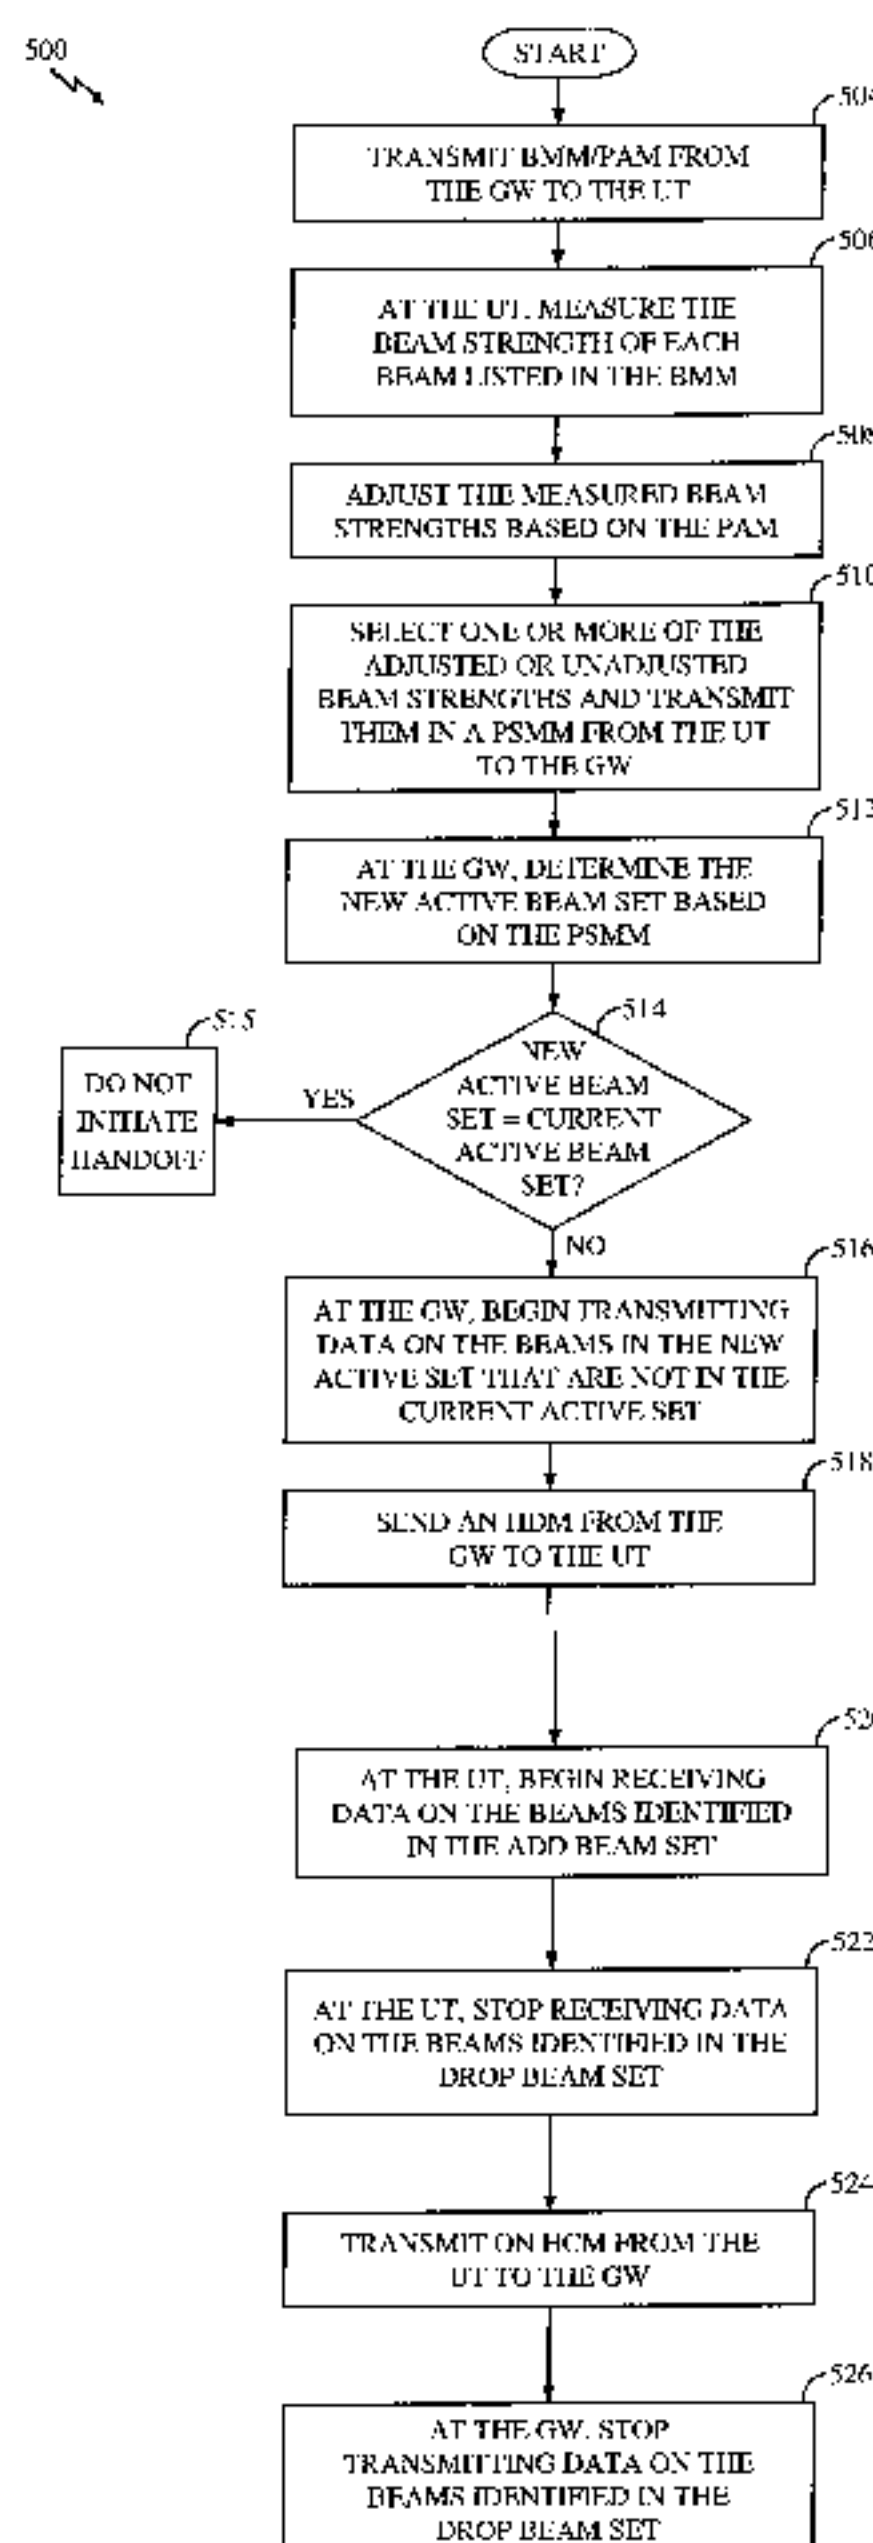 500
START
504
TRANSMIT BMM/PAM FROM
THE GW TO THE UT
506
AT THE UT, MEASURE THE
BEAM STRENGTH OF EACH
BEAM LISTED IN THE BMM
508
ADJUST THE MEASURED BEAM
STRENGTHS BASED ON THE PAM
510
SELECT ONE OR MORE OF THE
ADJUSTED OR UNADJUSTED
BEAM STRENGTHS AND TRANSMIT
THEM IN A PSMM FROM THE UT
TO THE GW
512
AT THE GW, DETERMINE THE
NEW ACTIVE BEAM SET BASED
ON THE PSMM
514
NEW
ACTIVE BEAM
SET = CURRENT
ACTIVE BEAM
SET?
YES
515
DO NOT
INITIATE
HANDOFF
NO
516
AT THE GW, BEGIN TRANSMITTING
DATA ON THE BEAMS IN THE NEW
ACTIVE SET THAT ARE NOT IN THE
CURRENT ACTIVE SET
518
SEND AN HDM FROM THE
GW TO THE UT
520
AT THE UT, BEGIN RECEIVING
DATA ON THE BEAMS IDENTIFIED
IN THE ADD BEAM SET
522
AT THE UT, STOP RECEIVING DATA
ON THE BEAMS IDENTIFIED IN THE
DROP BEAM SET
524
TRANSMIT ON HCM FROM THE
UT TO THE GW
526
AT THE GW, STOP
TRANSMITTING DATA ON THE
BEAMS IDENTIFIED IN THE
DROP BEAM SET